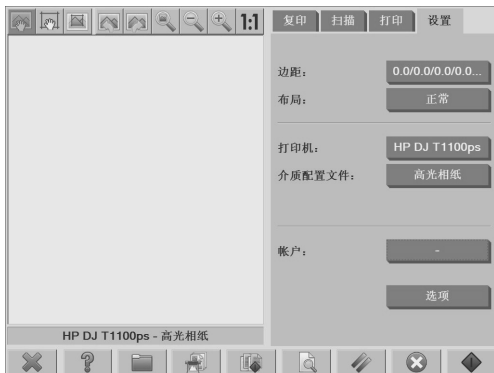 1:1
复印 扫描 打印 设置
边距: 0.0/0.0/0.0/0.0...
布局: 正常
打印机: HP DJ T1100ps
介质配置文件: 高光相纸
帐户: -
选项
HP DJ T1100ps - 高光相纸